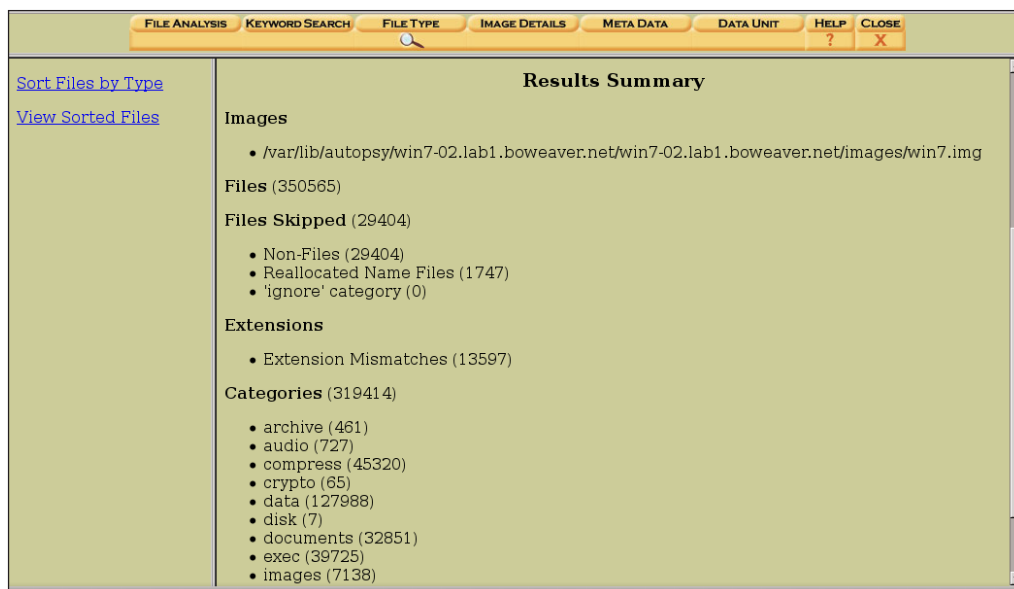 FILE ANALYSIS KEYWORD SEARCH FILE TYPE IMAGE DETAILS META DATA DATA UNIT HELP CLOSE
? X
Sort Files by Type
View Sorted Files
Results Summary
Images
• /var/lib/autopsy/win7-02.lab1.boweaver.net/win7-02.lab1.boweaver.net/images/win7.img
Files (350565)
Files Skipped (29404)
• Non-Files (29404)
• Reallocated Name Files (1747)
• 'ignore' category (0)
Extensions
• Extension Mismatches (13597)
Categories (319414)
• archive (461)
• audio (727)
• compress (45320)
• crypto (65)
• data (127988)
• disk (7)
• documents (32851)
• exec (39725)
• images (7138)